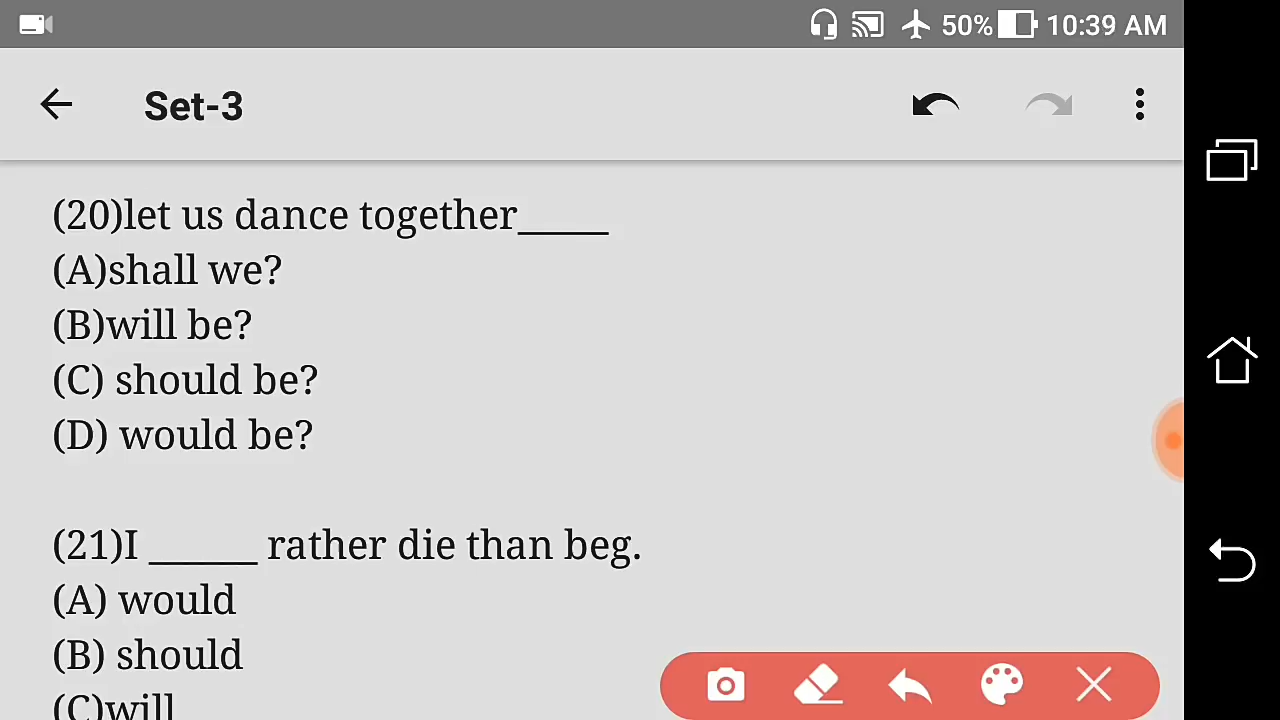 50% 10:39 AM
Set-3
(20)let us dance together_____
(A)shall we?
(B)will be?
(C) should be?
(D) would be?
(21)I ______ rather die than beg.
(A) would
(B) should
(C)will